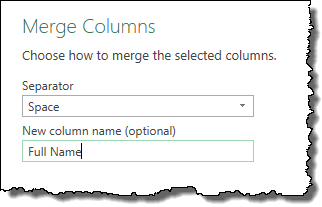 Merge Columns
Choose how to merge the selected columns.
Separator
Space
New column name (optional)
Full Name